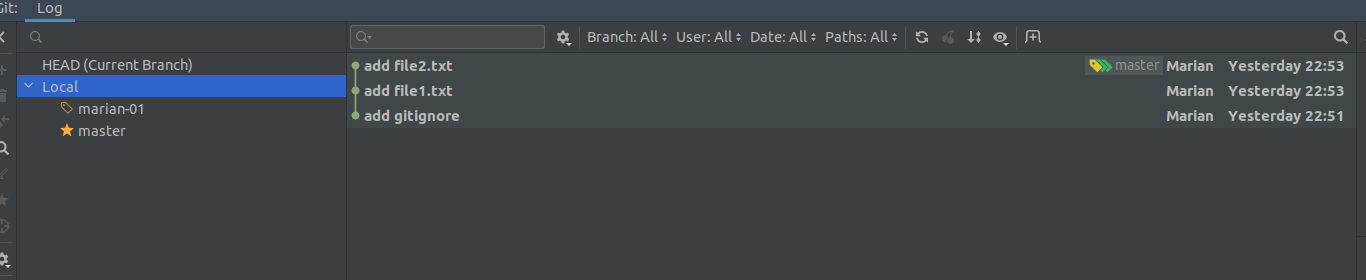 Git: Log
Branch: All User: All Date: All Paths: All
HEAD (Current Branch)
Local
marian-01
master
add file2.txt master Marian Yesterday 22:53
add file1.txt Marian Yesterday 22:53
add gitignore Marian Yesterday 22:51